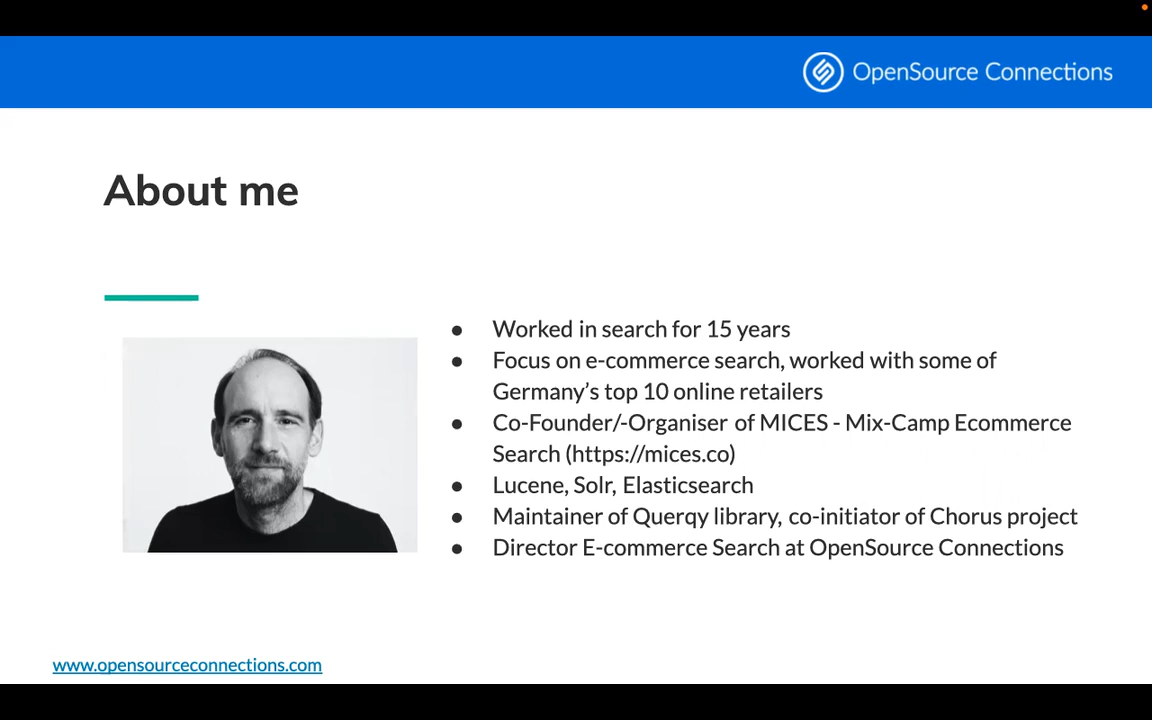 OpenSource Connections
About me
● Worked in search for 15 years
● Focus on e-commerce search, worked with some of
Germany’s top 10 online retailers
● Co-Founder/-Organiser of MICES - Mix-Camp Ecommerce
Search (https://mices.co)
● Lucene, Solr, Elasticsearch
● Maintainer of Querqy library, co-initiator of Chorus project
● Director E-commerce Search at OpenSource Connections
www.opensourceconnections.com